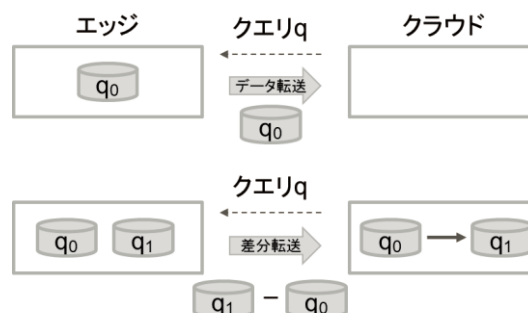 エッジ クエリq クラウド
q0
データ転送
q0
クエリq
q0 q1 q0 q1
差分転送
q1 − q0